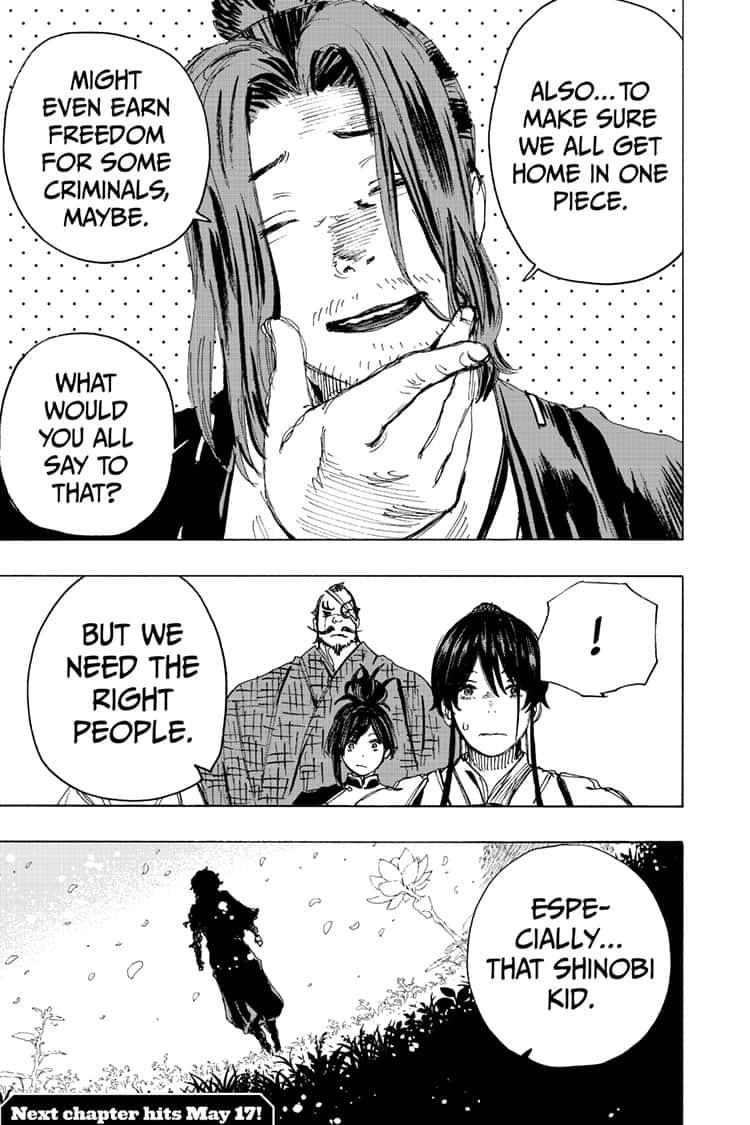 ALSO...TO
MAKE SURE
WE ALL GET
HOME IN ONE
PIECE.
MIGHT
EVEN EARN
FREEDOM
FOR SOME
CRIMINALS,
MAYBE.
WHAT
WOULD
YOU ALL
SAY TO
THAT?
!
BUT WE
NEED THE
RIGHT
PEOPLE.
ESPE-
CIALLY...
THAT SHINOBI
KID.
Next chapter hits May 17!